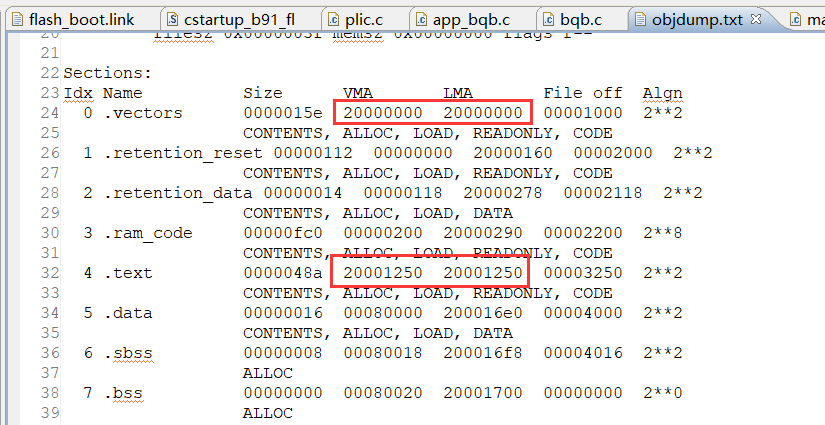 flash_boot.link cstartup_b91_fl plic.c app_bqb.c bqb.c objdump.txt ma
20 filesz 0x0000003f memsz 0x00000000 flags r--
21
22 Sections:
23 Idx Name Size VMA LMA File off Algn
24 0 .vectors 0000015e 20000000 20000000 00001000 2**2
25 CONTENTS, ALLOC, LOAD, READONLY, CODE
26 1 .retention_reset 00000112 00000000 20000160 00002000 2**2
27 CONTENTS, ALLOC, LOAD, READONLY, CODE
28 2 .retention_data 00000014 00000118 20000278 00002118 2**2
29 CONTENTS, ALLOC, LOAD, DATA
30 3 .ram_code 00000fc0 00000200 20000290 00002200 2**8
31 CONTENTS, ALLOC, LOAD, READONLY, CODE
32 4 .text 0000048a 20001250 20001250 00003250 2**2
33 CONTENTS, ALLOC, LOAD, READONLY, CODE
34 5 .data 00000016 00080000 200016e0 00004000 2**2
35 CONTENTS, ALLOC, LOAD, DATA
36 6 .sbss 00000008 00080018 200016f8 00004016 2**2
37 ALLOC
38 7 .bss 00000000 00080020 20001700 00000000 2**0
39 ALLOC